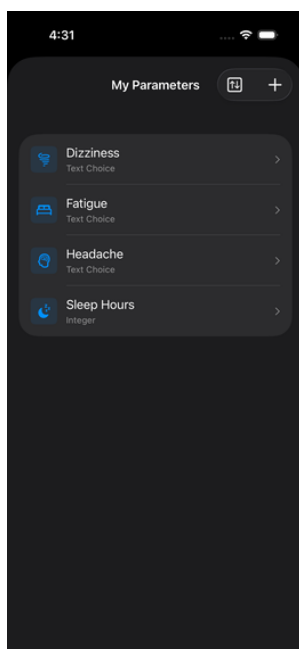 4:31
My Parameters
Dizziness
Text Choice
Fatigue
Text Choice
Headache
Text Choice
Sleep Hours
Integer